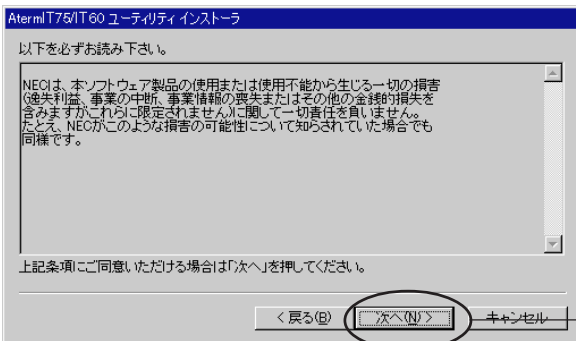 AtermIT75/IT60 ユーティリティ インストーラ
以下を必ずお読み下さい。
NECは、本ソフトウェア製品の使用または使用不能から生じる一切の損害
(逸失利益、事業の中断、事業情報の喪失またはその他の金銭的損失を
含みますがこれらに限定されません)に関して一切責任を負いません。
たとえ、NECがこのような損害の可能性について知らされていた場合でも
同様です。
上記条項にご同意いただける場合は「次へ」を押してください。
< 戻る(B) 次へ(N) > キャンセル